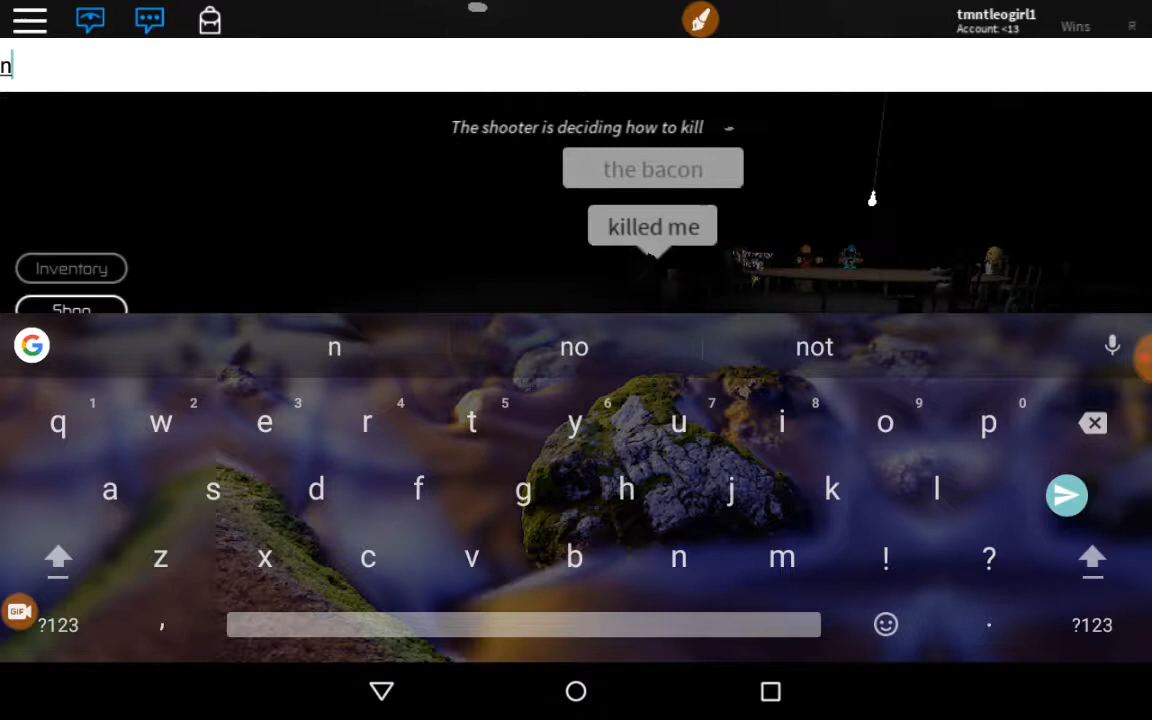 tmntleogirl1
Account: <13
Wins
R
n
The shooter is deciding how to kill
the bacon
killed me
Inventory
Shop
n no not
1 2 3 4 5 6 7 8 9 0
q w e r t y u i o p
a s d f g h j k l
z x c v b n m ! ?
GIF
?123 , . ?123